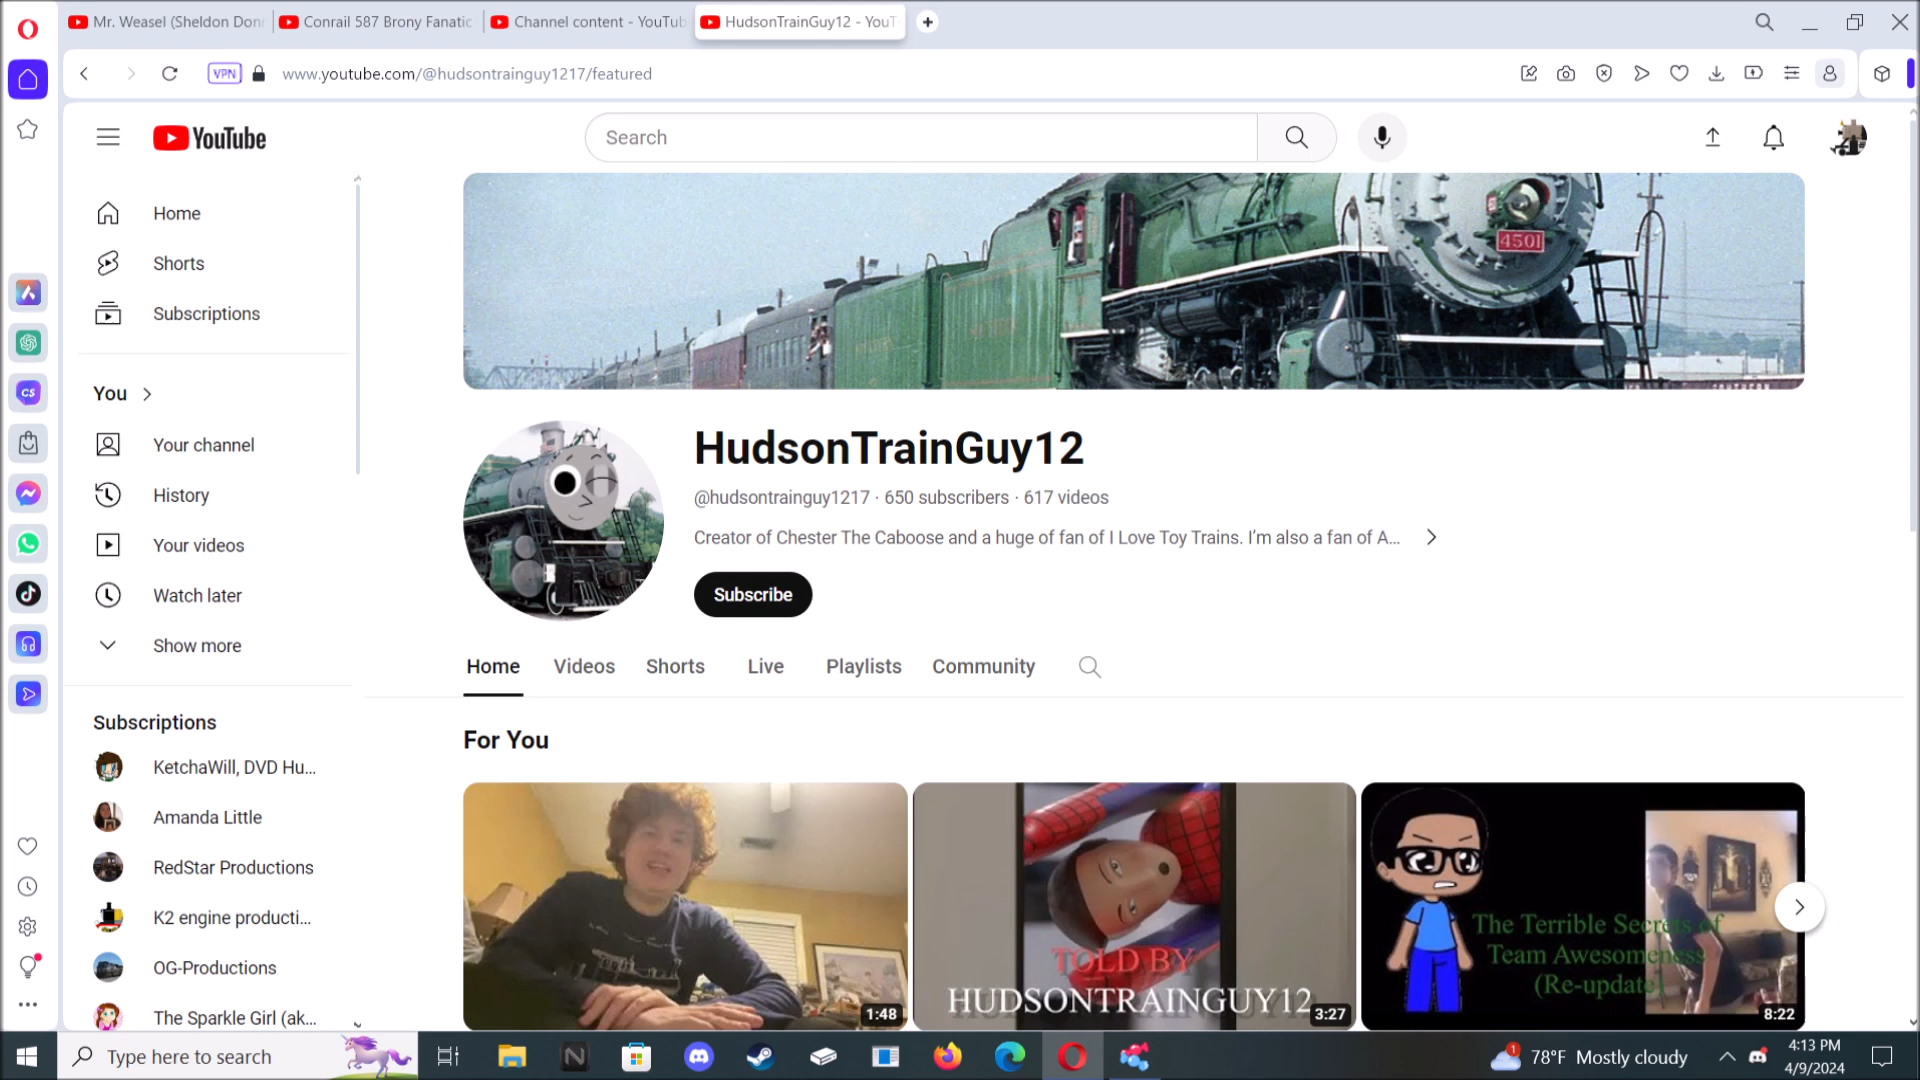 Mr. Weasel (Sheldon Donn
Conrail 587 Brony Fanatic
Channel content - YouTub
HudsonTrainGuy12 - YouT
VPN
www.youtube.com/@hudsontrainguy1217/featured
YouTube
Search
Home
Shorts
Subscriptions
You
Your channel
History
Your videos
Watch later
Show more
Subscriptions
KetchaWill, DVD Hu...
Amanda Little
RedStar Productions
K2 engine producti...
OG-Productions
The Sparkle Girl (ak...
4501
SOUTHERN
HudsonTrainGuy12
@hudsontrainguy1217 · 650 subscribers · 617 videos
Creator of Chester The Caboose and a huge of fan of I Love Toy Trains. I'm also a fan of A...
Subscribe
Home
Videos
Shorts
Live
Playlists
Community
For You
1:48
TOLD BY
HUDSONTRAINGUY12
3:27
The Terrible Secrets of
Team Awesomeness
(Re-update)
8:22
CS
Type here to search
N
1
78°F Mostly cloudy
4:13 PM
4/9/2024